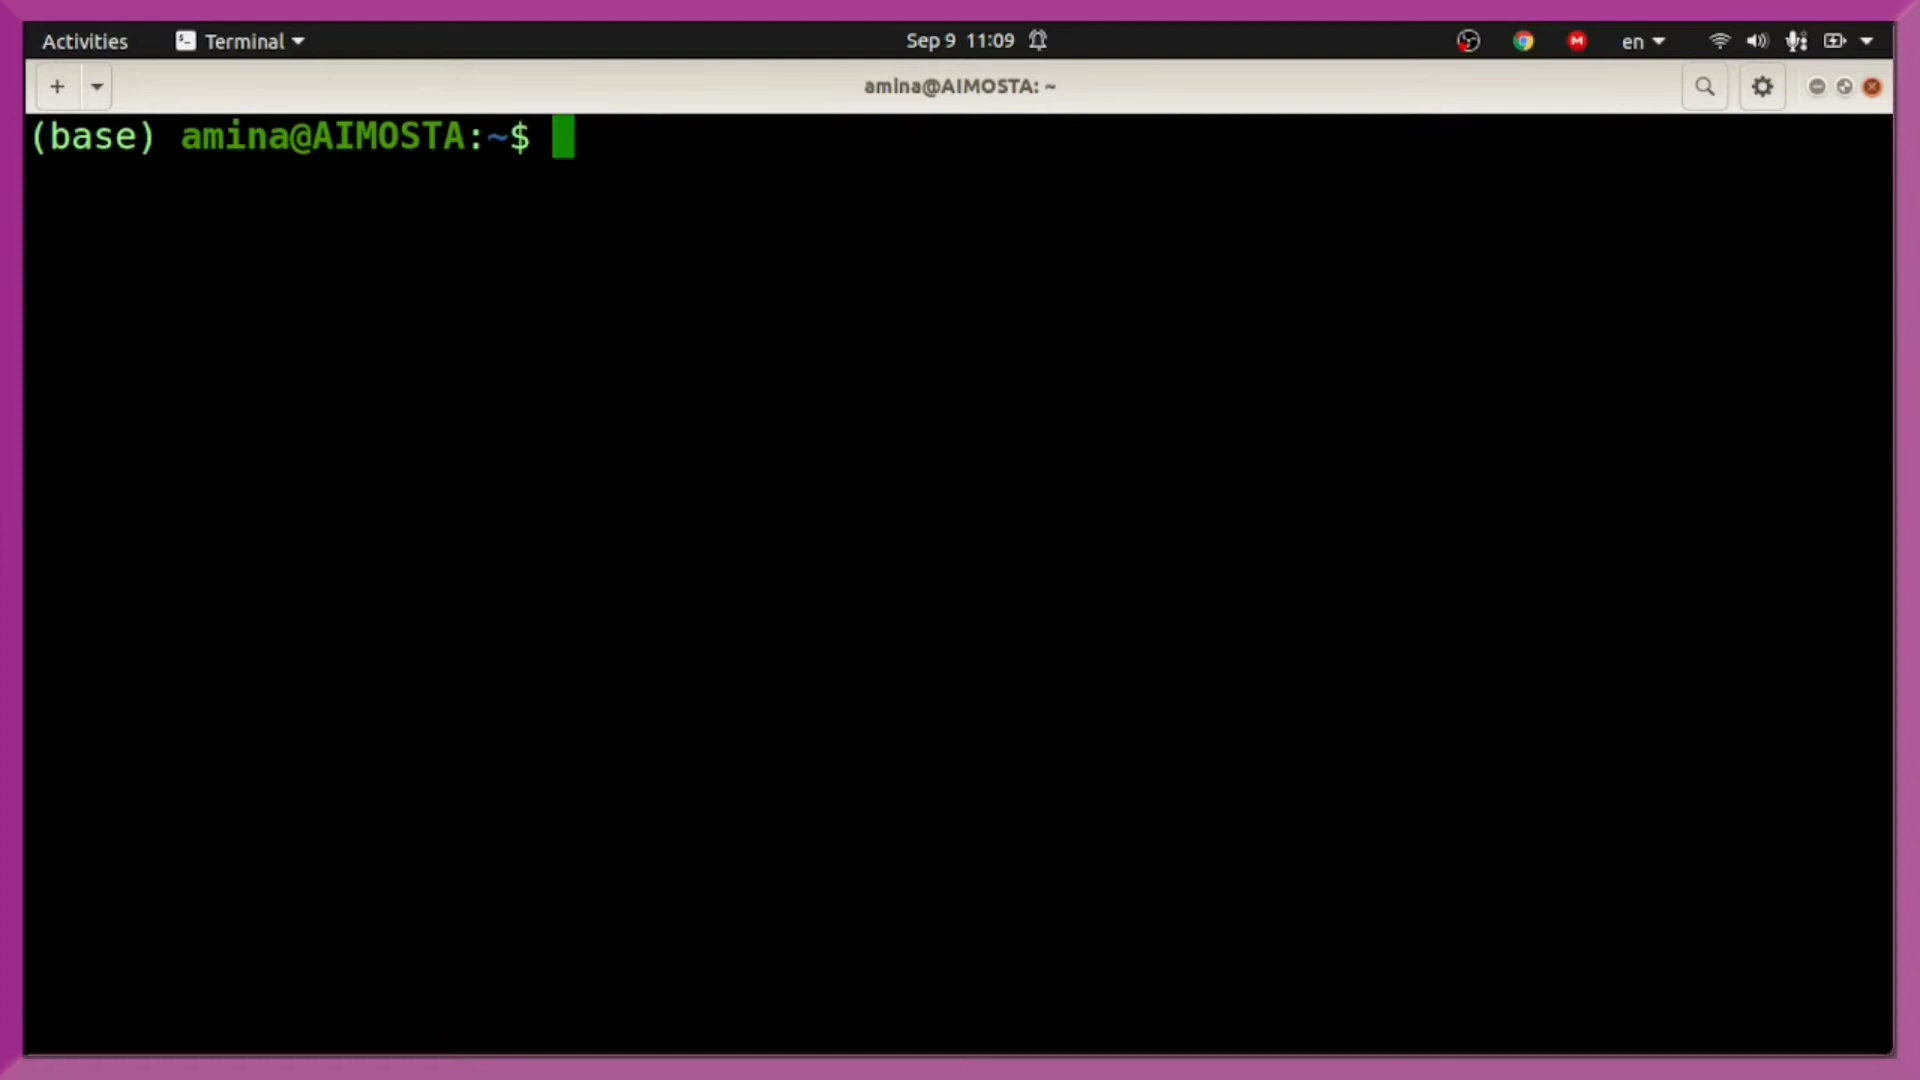 Activities Terminal Sep 9 11:09 en
amina@AIMOSTA: ~
(base) amina@AIMOSTA:~$